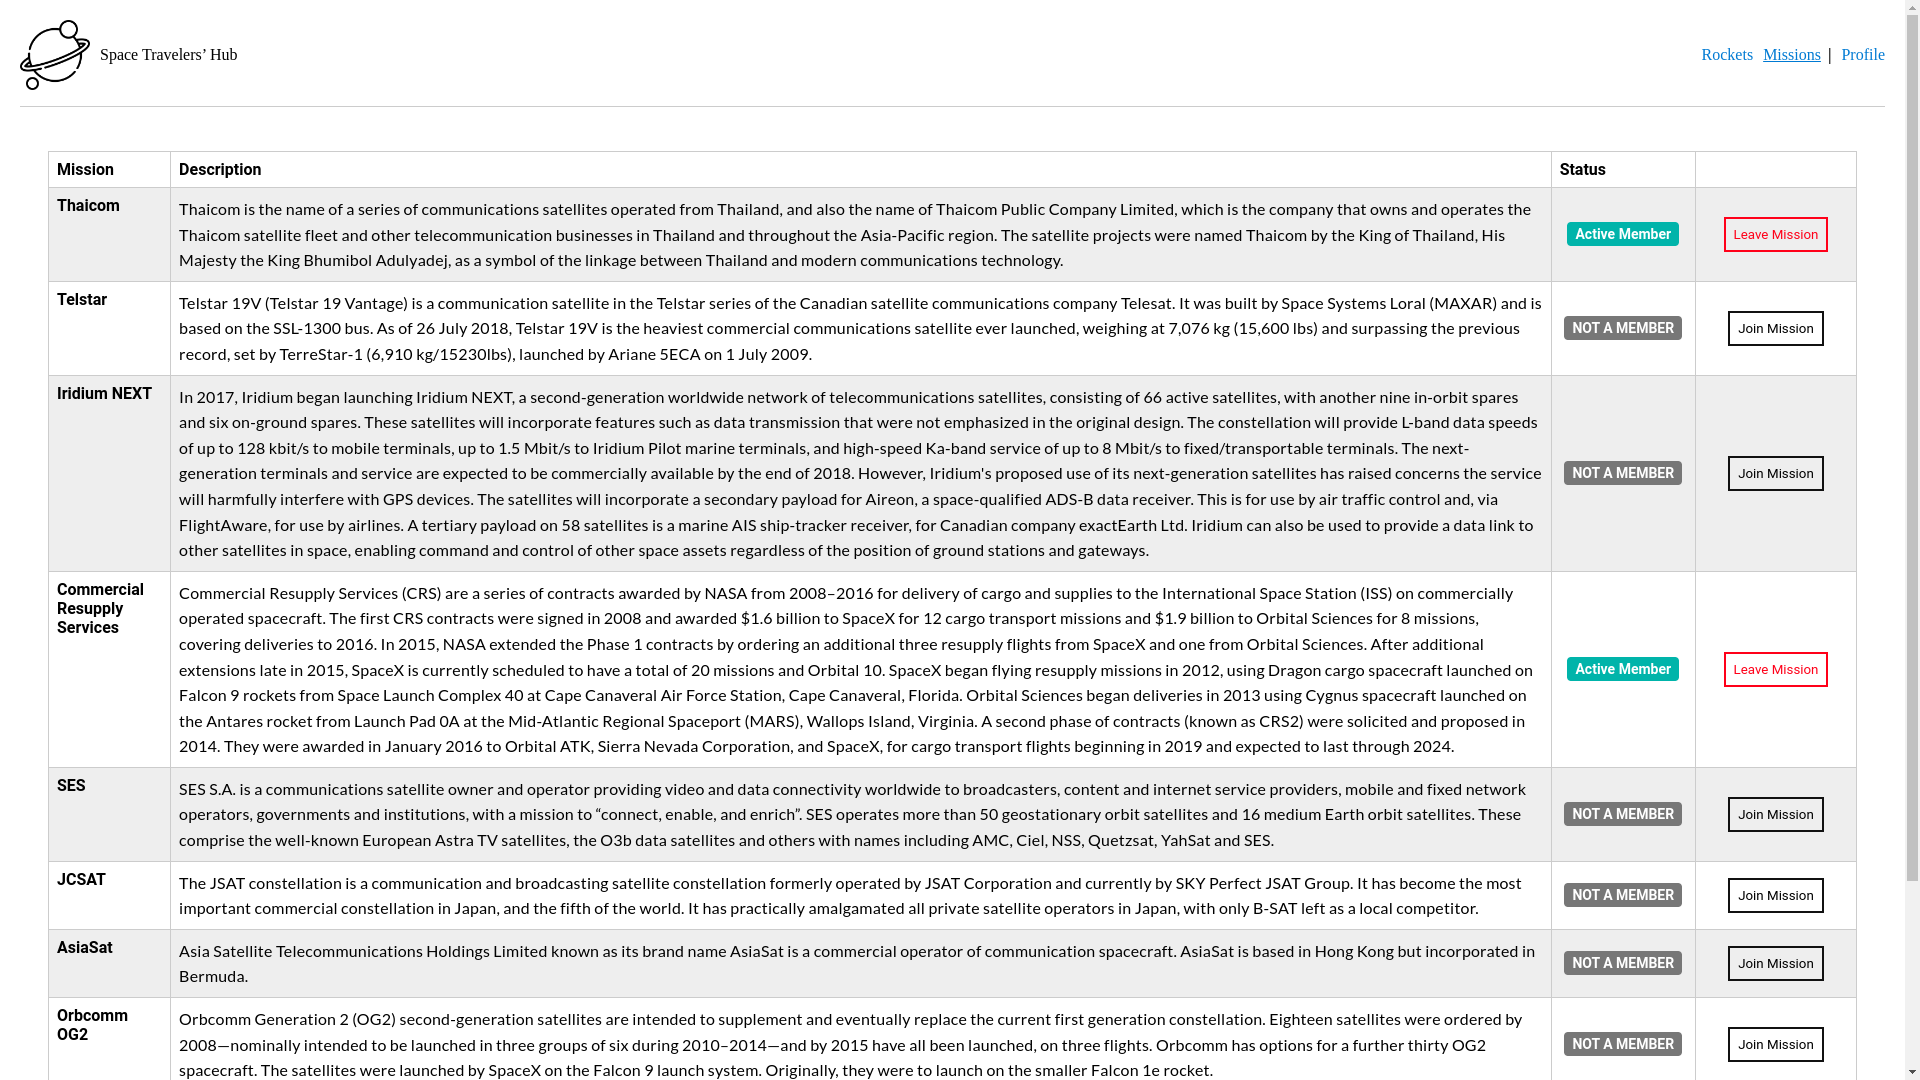 Space Travelers’ Hub
Rockets Missions | Profile
Mission Description Status
Thaicom
Thaicom is the name of a series of communications satellites operated from Thailand, and also the name of Thaicom Public Company Limited, which is the company that owns and operates the
Thaicom satellite fleet and other telecommunication businesses in Thailand and throughout the Asia-Pacific region. The satellite projects were named Thaicom by the King of Thailand, His
Majesty the King Bhumibol Adulyadej, as a symbol of the linkage between Thailand and modern communications technology.
Active Member
Leave Mission
Telstar
Telstar 19V (Telstar 19 Vantage) is a communication satellite in the Telstar series of the Canadian satellite communications company Telesat. It was built by Space Systems Loral (MAXAR) and is
based on the SSL-1300 bus. As of 26 July 2018, Telstar 19V is the heaviest commercial communications satellite ever launched, weighing at 7,076 kg (15,600 lbs) and surpassing the previous
record, set by TerreStar-1 (6,910 kg/15230lbs), launched by Ariane 5ECA on 1 July 2009.
NOT A MEMBER
Join Mission
Iridium NEXT
In 2017, Iridium began launching Iridium NEXT, a second-generation worldwide network of telecommunications satellites, consisting of 66 active satellites, with another nine in-orbit spares
and six on-ground spares. These satellites will incorporate features such as data transmission that were not emphasized in the original design. The constellation will provide L-band data speeds
of up to 128 kbit/s to mobile terminals, up to 1.5 Mbit/s to Iridium Pilot marine terminals, and high-speed Ka-band service of up to 8 Mbit/s to fixed/transportable terminals. The next-
generation terminals and service are expected to be commercially available by the end of 2018. However, Iridium's proposed use of its next-generation satellites has raised concerns the service
will harmfully interfere with GPS devices. The satellites will incorporate a secondary payload for Aireon, a space-qualified ADS-B data receiver. This is for use by air traffic control and, via
FlightAware, for use by airlines. A tertiary payload on 58 satellites is a marine AIS ship-tracker receiver, for Canadian company exactEarth Ltd. Iridium can also be used to provide a data link to
other satellites in space, enabling command and control of other space assets regardless of the position of ground stations and gateways.
NOT A MEMBER
Join Mission
Commercial
Resupply
Services
Commercial Resupply Services (CRS) are a series of contracts awarded by NASA from 2008–2016 for delivery of cargo and supplies to the International Space Station (ISS) on commercially
operated spacecraft. The first CRS contracts were signed in 2008 and awarded $1.6 billion to SpaceX for 12 cargo transport missions and $1.9 billion to Orbital Sciences for 8 missions,
covering deliveries to 2016. In 2015, NASA extended the Phase 1 contracts by ordering an additional three resupply flights from SpaceX and one from Orbital Sciences. After additional
extensions late in 2015, SpaceX is currently scheduled to have a total of 20 missions and Orbital 10. SpaceX began flying resupply missions in 2012, using Dragon cargo spacecraft launched on
Falcon 9 rockets from Space Launch Complex 40 at Cape Canaveral Air Force Station, Cape Canaveral, Florida. Orbital Sciences began deliveries in 2013 using Cygnus spacecraft launched on
the Antares rocket from Launch Pad 0A at the Mid-Atlantic Regional Spaceport (MARS), Wallops Island, Virginia. A second phase of contracts (known as CRS2) were solicited and proposed in
2014. They were awarded in January 2016 to Orbital ATK, Sierra Nevada Corporation, and SpaceX, for cargo transport flights beginning in 2019 and expected to last through 2024.
Active Member
Leave Mission
SES
SES S.A. is a communications satellite owner and operator providing video and data connectivity worldwide to broadcasters, content and internet service providers, mobile and fixed network
operators, governments and institutions, with a mission to “connect, enable, and enrich”. SES operates more than 50 geostationary orbit satellites and 16 medium Earth orbit satellites. These
comprise the well-known European Astra TV satellites, the O3b data satellites and others with names including AMC, Ciel, NSS, Quetzsat, YahSat and SES.
NOT A MEMBER
Join Mission
JCSAT
The JSAT constellation is a communication and broadcasting satellite constellation formerly operated by JSAT Corporation and currently by SKY Perfect JSAT Group. It has become the most
important commercial constellation in Japan, and the fifth of the world. It has practically amalgamated all private satellite operators in Japan, with only B-SAT left as a local competitor.
NOT A MEMBER
Join Mission
AsiaSat
Asia Satellite Telecommunications Holdings Limited known as its brand name AsiaSat is a commercial operator of communication spacecraft. AsiaSat is based in Hong Kong but incorporated in
Bermuda.
NOT A MEMBER
Join Mission
Orbcomm
OG2
Orbcomm Generation 2 (OG2) second-generation satellites are intended to supplement and eventually replace the current first generation constellation. Eighteen satellites were ordered by
2008—nominally intended to be launched in three groups of six during 2010–2014—and by 2015 have all been launched, on three flights. Orbcomm has options for a further thirty OG2
spacecraft. The satellites were launched by SpaceX on the Falcon 9 launch system. Originally, they were to launch on the smaller Falcon 1e rocket.
NOT A MEMBER
Join Mission